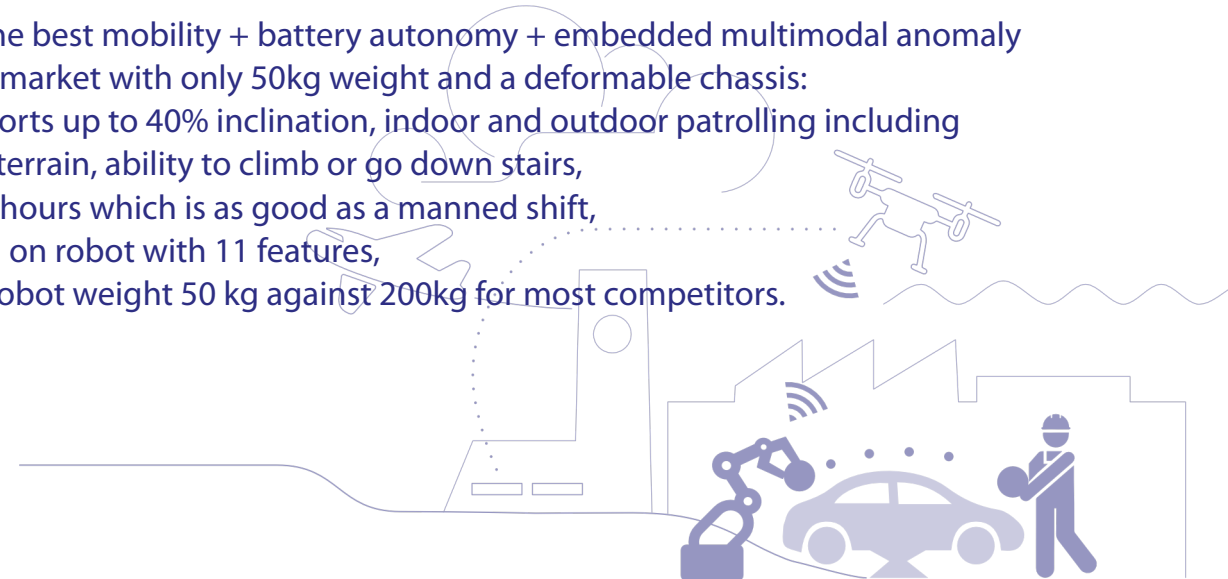 he best mobility + battery autonomy + embedded multimodal anomaly
market with only 50kg weight and a deformable chassis:
orts up to 40% inclination, indoor and outdoor patrolling including
terrain, ability to climb or go down stairs,
hours which is as good as a manned shift,
on robot with 11 features,
obot weight 50 kg against 200kg for most competitors.